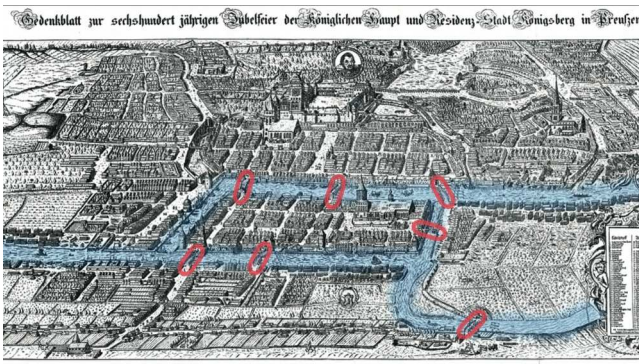 Gedenkblatt zur sechshundert jährigen Jubelfeier der Königlichen Haupt und Residenz-Stadt Königsberg in Preußen